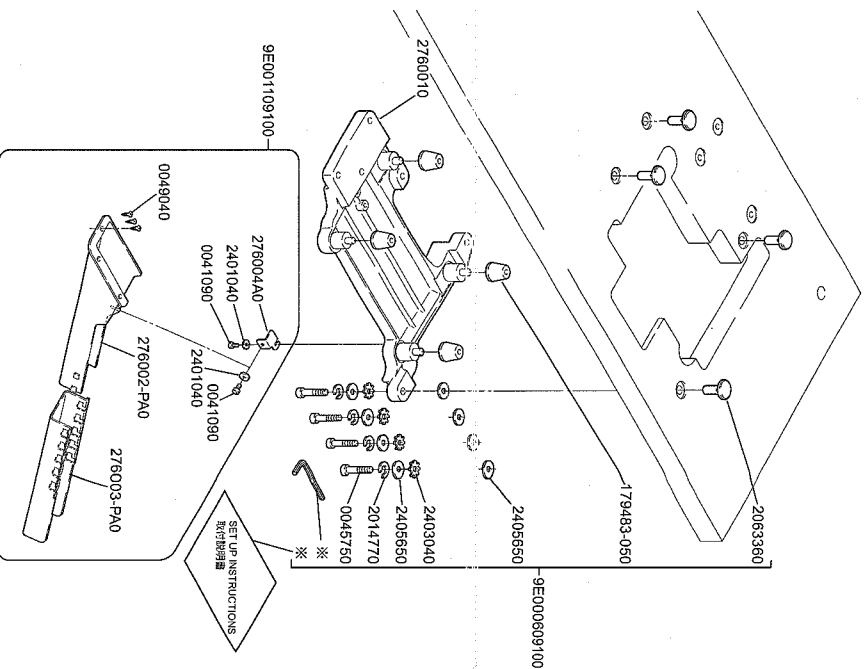 2063360
179483-050
2405650
2403040
2405650
2014770
0045750
※
※
9E000609100
SET UP INSTRUCTIONS
取付説明書
2760010
9E001109100
0049040
276004A0
2401040
0041090
0041090
2401040
276002-PA0
276003-PA0